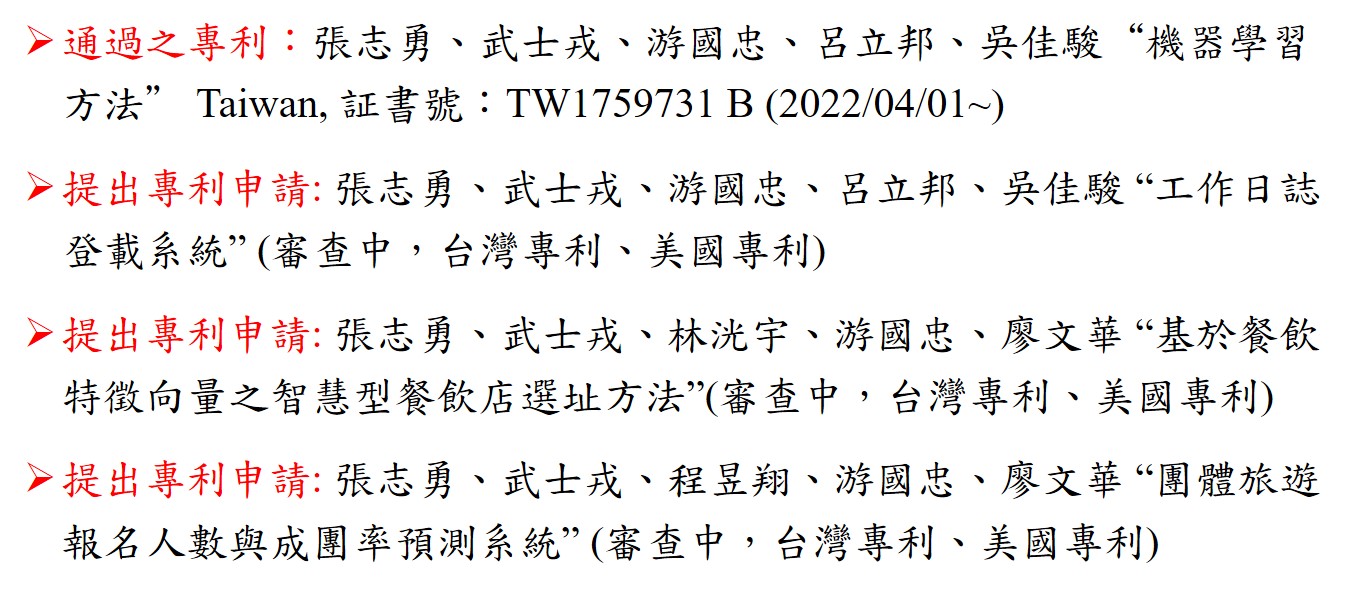 ➢通過之專利：張志勇、武士戎、游國忠、呂立邦、吳佳駿“機器學習
方法” Taiwan, 証書號：TW1759731 B (2022/04/01~)
➢提出專利申請: 張志勇、武士戎、游國忠、呂立邦、吳佳駿 “工作日誌
登載系統” (審查中，台灣專利、美國專利)
➢提出專利申請: 張志勇、武士戎、林洸宇、游國忠、廖文華 “基於餐飲
特徵向量之智慧型餐飲店選址方法”(審查中，台灣專利、美國專利)
➢提出專利申請: 張志勇、武士戎、程昱翔、游國忠、廖文華 “團體旅遊
報名人數與成團率預測系統” (審查中，台灣專利、美國專利)